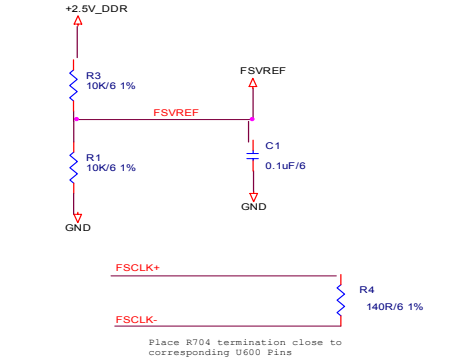 +2.5V_DDR
FSVREF
R3
10K/6 1%
FSVREF
C1
0.1uF/6
R1
10K/6 1%
GND
GND
FSCLK+
R4
140R/6 1%
FSCLK-
Place R704 termination close to
corresponding U600 Pins